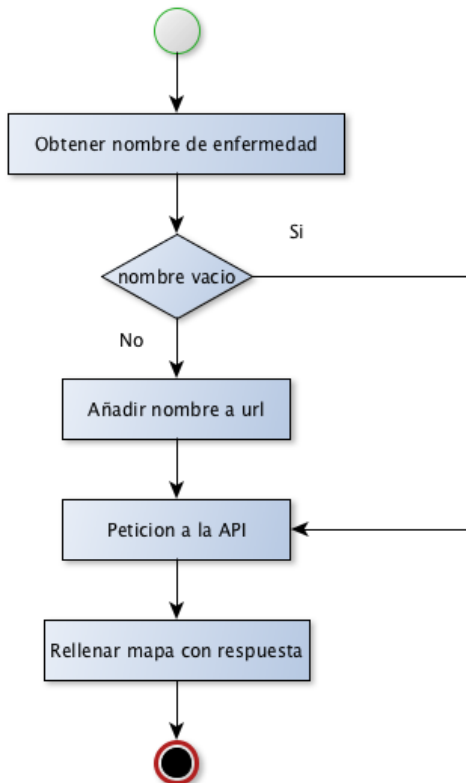 Obtener nombre de enfermedad
Si
nombre vacio
No
Añadir nombre a url
Peticion a la API
Rellenar mapa con respuesta